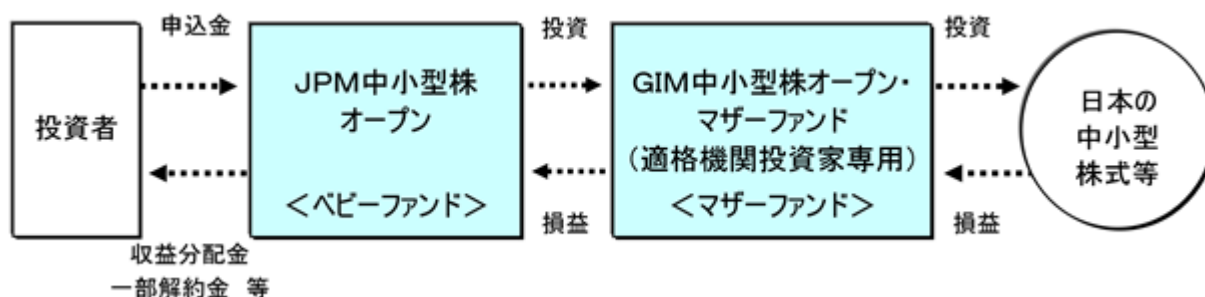 申込金
投資
投資
投資者
JPM中小型株
オープン
＜ベビーファンド＞
GIM中小型株オープン・
マザーファンド
（適格機関投資家専用）
＜マザーファンド＞
日本の
中小型
株式等
損益
損益
収益分配金
一部解約金 等